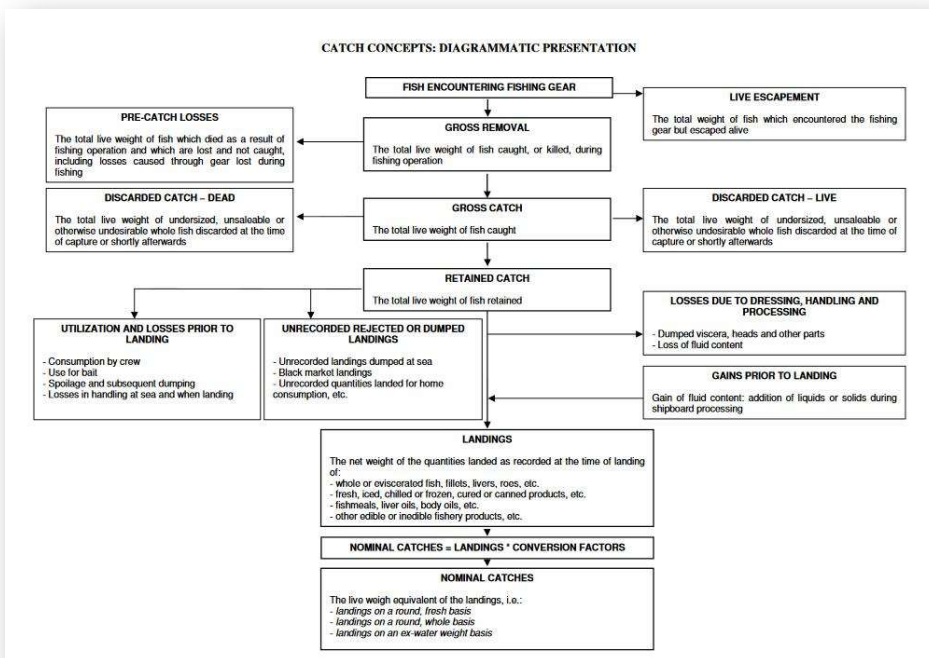 CATCH CONCEPTS: DIAGRAMMATIC PRESENTATION
FISH ENCOUNTERING FISHING GEAR
LIVE ESCAPEMENT
The total weight of fish which encountered the fishing
gear but escaped alive
PRE-CATCH LOSSES
The total live weight of fish which died as a result of
fishing operation and which are lost and not caught,
including losses caused through gear lost during
fishing
GROSS REMOVAL
The total live weight of fish caught, or killed, during
fishing operation
DISCARDED CATCH – DEAD
The total live weight of undersized, unsaleable or
otherwise undesirable whole fish discarded at the time
of capture or shortly afterwards
GROSS CATCH
The total live weight of fish caught
DISCARDED CATCH – LIVE
The total live weight of undersized, unsaleable or
otherwise undesirable whole fish discarded at the time of
capture or shortly afterwards
RETAINED CATCH
The total live weight of fish retained
LOSSES DUE TO DRESSING, HANDLING AND
PROCESSING
- Dumped viscera, heads and other parts
- Loss of fluid content
UTILIZATION AND LOSSES PRIOR TO
LANDING
- Consumption by crew
- Use for bait
- Spoilage and subsequent dumping
- Losses in handling at sea and when landing
UNRECORDED REJECTED OR DUMPED
LANDINGS
- Unrecorded landings dumped at sea
- Black market landings
- Unrecorded quantities landed for home
consumption, etc.
GAINS PRIOR TO LANDING
Gain of fluid content: addition of liquids or solids during
shipboard processing
LANDINGS
The net weight of the quantities landed as recorded at the time of landing
of:
- whole or eviscerated fish, fillets, livers, roes, etc.
- fresh, iced, chilled or frozen, cured or canned products, etc.
- fishmeals, liver oils, body oils, etc.
- other edible or inedible fishery products, etc.
NOMINAL CATCHES = LANDINGS * CONVERSION FACTORS
NOMINAL CATCHES
The live weigh equivalent of the landings, i.e.:
- landings on a round, fresh basis
- landings on a round, whole basis
- landings on an ex-water weight basis